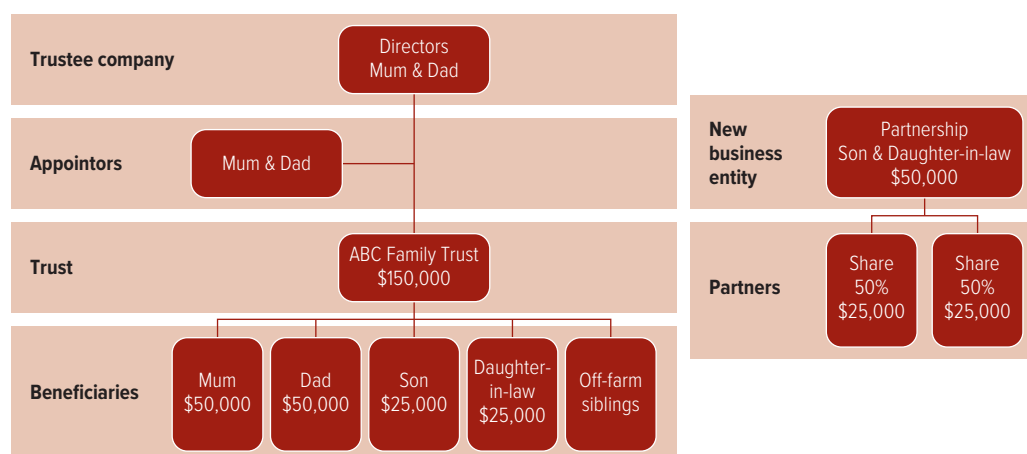 Trustee company
Directors
Mum & Dad
Appointors
Mum & Dad
Trust
ABC Family Trust
$150,000
Beneficiaries
Mum
$50,000
Dad
$50,000
Son
$25,000
Daughter-
in-law
$25,000
Off-farm
siblings
New
business
entity
Partnership
Son & Daughter-in-law
$50,000
Partners
Share
50%
$25,000
Share
50%
$25,000